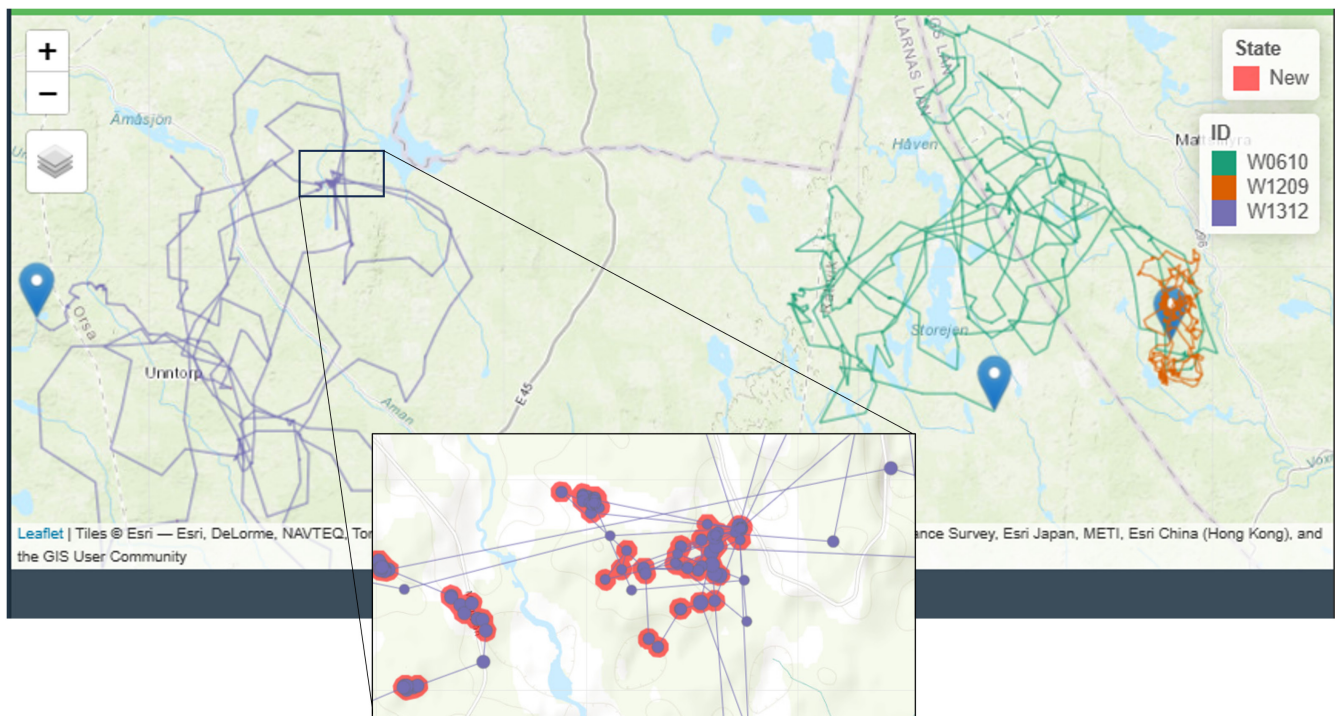 +
−
State
New
ID
W0610
W1209
W1312
Åmåsjön
Håven
Orsa
Storejen
Unntorp
E 45
Åman
Leaflet | Tiles © Esri — Esri, DeLorme, NAVTEQ,
ance Survey, Esri Japan, METI, Esri China (Hong Kong), and
the GIS User Community